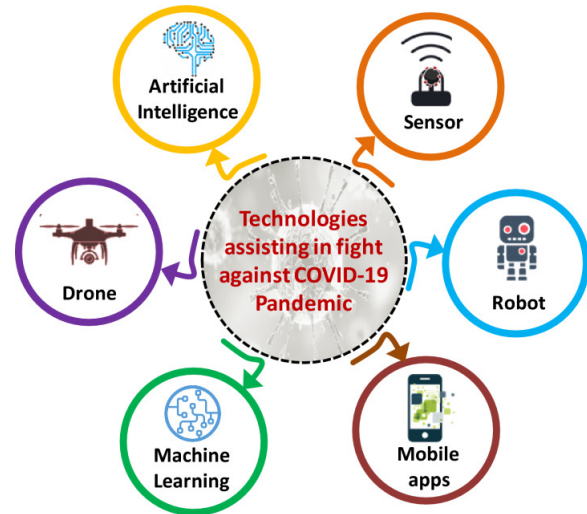 Artificial
Intelligence
Sensor
Technologies
assisting in fight
against COVID-19
Pandemic
Drone
Robot
Machine
Learning
Mobile
apps